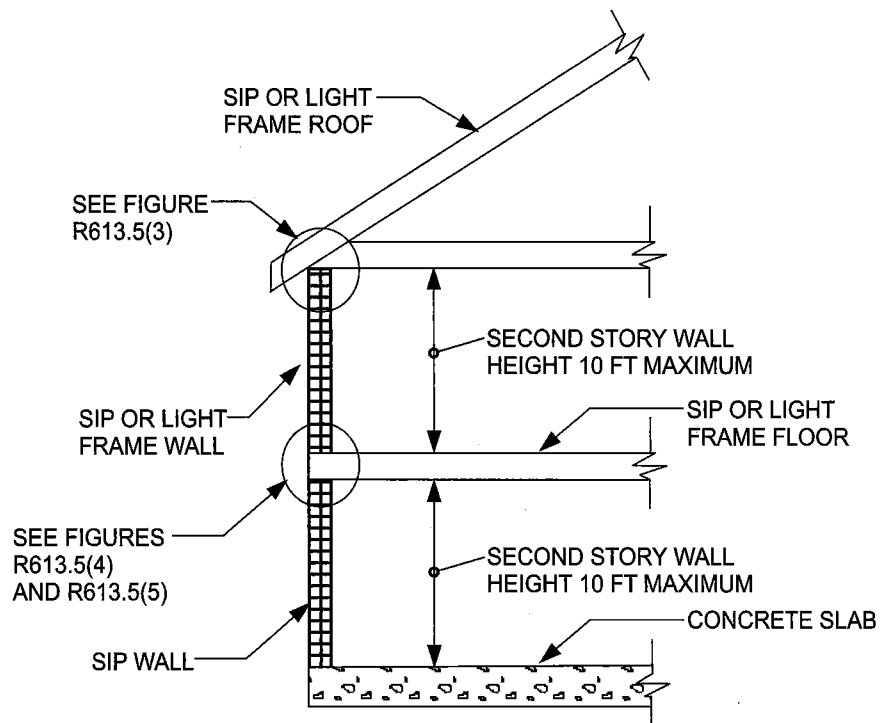 SIP OR LIGHT
FRAME ROOF
SEE FIGURE
R613.5(3)
SECOND STORY WALL
HEIGHT 10 FT MAXIMUM
SIP OR LIGHT
FRAME WALL
SIP OR LIGHT
FRAME FLOOR
SEE FIGURES
R613.5(4)
AND R613.5(5)
SECOND STORY WALL
HEIGHT 10 FT MAXIMUM
CONCRETE SLAB
SIP WALL